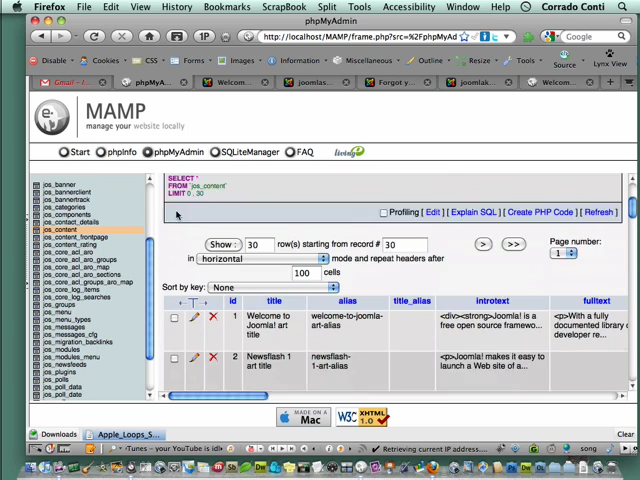 Firefox File Edit View History Bookmarks ScrapBook Split Tools Accessibility Window Help Corrado Conti
phpMyAdmin
1P http://localhost/MAMP/frame.php?src=%2FphpMyAd Google
Disable Cookies CSS Forms Images Information Miscellaneous Outline Resize Tools Source Lynx View
Gmail phpMyA... Welcom... joomlas... Forgot y... joomlak... Welcom...
MAMP
manage your website locally
Start phpInfo phpMyAdmin SQLiteManager FAQ living
jos_banner
jos_bannerclient
jos_bannertrack
jos_categories
jos_components
jos_contact_details
jos_content
jos_content_frontpage
jos_content_rating
jos_core_acl_aro
jos_core_acl_aro_groups
jos_core_acl_aro_map
jos_core_acl_aro_sections
jos_core_acl_groups_aro_map
jos_core_log_items
jos_core_log_searches
jos_groups
jos_menu
jos_menu_types
jos_messages
jos_messages_cfg
jos_migration_backlinks
jos_modules
jos_modules_menu
jos_newsfeeds
jos_plugins
jos_polls
jos_poll_data
jos_poll_date
SELECT *
FROM `jos_content`
LIMIT 0 , 30
Profiling [ Edit ] [ Explain SQL ] [ Create PHP Code ] [ Refresh ]
Show : 30 row(s) starting from record # 30 > >> Page number:
in horizontal mode and repeat headers after 1
100 cells
Sort by key: None
id title alias title_alias introtext fulltext
1 Welcome to Joomla! art title welcome-to-joomla-art-alias <div><strong>Joomla! is a free open source framewo... <p>With a fully documented library developer re...
2 Newsflash 1 art title newsflash-1-art-alias <p>Joomla! makes it easy to launch a Web site of a...
MADE ON A Mac W3C XHTML 1.0
Downloads Apple_Loops_S... Clear
iTunes - your YouTube is idl Retrieving current IP address. song